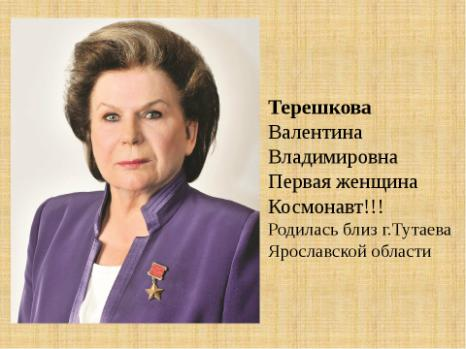 Терешкова
Валентина
Владимировна
Первая женщина
Космонавт!!!
Родилась близ г.Тутаева
Ярославской области